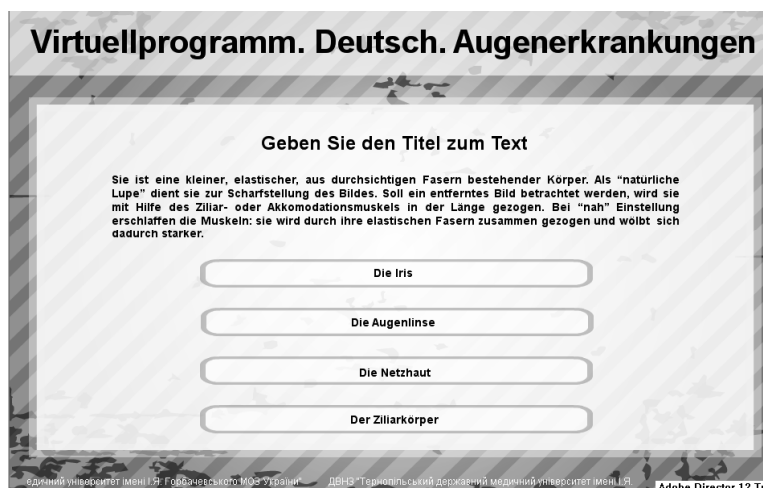 Virtuellprogramm. Deutsch. Augenerkrankungen
Geben Sie den Titel zum Text
Sie ist eine kleiner, elastischer, aus durchsichtigen Fasern bestehender Körper. Als “natürliche
Lupe” dient sie zur Scharfstellung des Bildes. Soll ein entferntes Bild betrachtet werden, wird sie
mit Hilfe des Ziliar- oder Akkomodationsmuskels in der Länge gezogen. Bei “nah” Einstellung
erschlaffen die Muskeln: sie wird durch ihre elastischen Fasern zusammen gezogen und wölbt sich
dadurch starker.
Die Iris
Die Augenlinse
Die Netzhaut
Der Ziliarkörper
едичний університет імені І.Я. Горбачевського МОЗ України” ДВНЗ “Тернопільський державний медичний університет імені І.Я.
Adobe Director 12 Tr